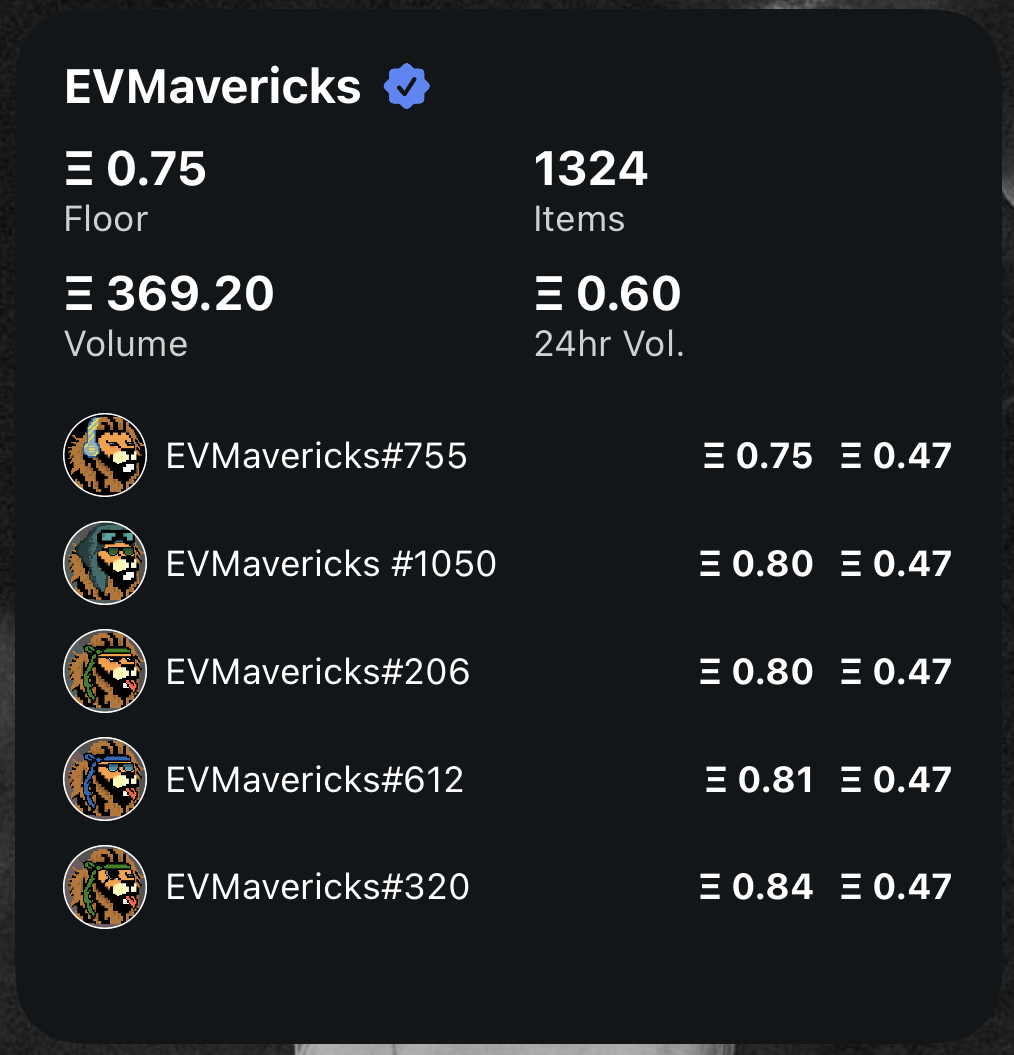 EVMavericks
Ξ 0.75 1324
Floor Items
Ξ 369.20 Ξ 0.60
Volume 24hr Vol.
EVMavericks#755 Ξ 0.75 Ξ 0.47
EVMavericks #1050 Ξ 0.80 Ξ 0.47
EVMavericks#206 Ξ 0.80 Ξ 0.47
EVMavericks#612 Ξ 0.81 Ξ 0.47
EVMavericks#320 Ξ 0.84 Ξ 0.47